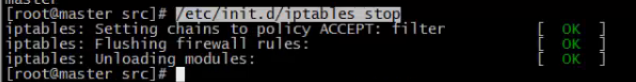 [root@master src]# /etc/init.d/iptables stop
iptables: Setting chains to policy ACCEPT: filter [ OK ]
iptables: Flushing firewall rules: [ OK ]
iptables: Unloading modules: [ OK ]
[root@master src]#